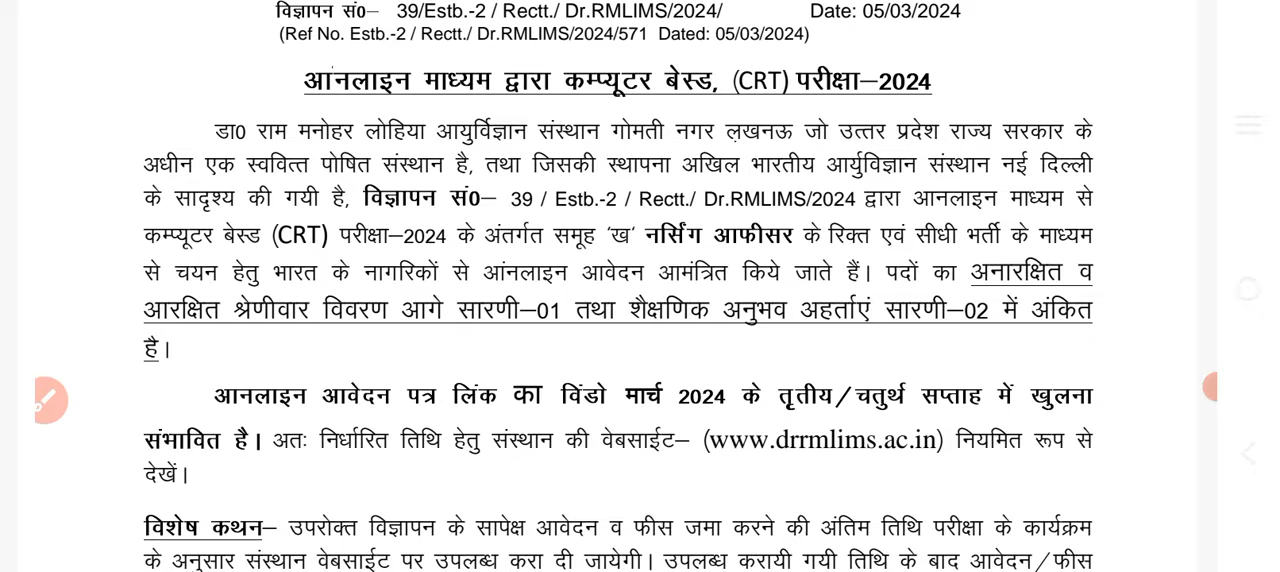 विज्ञापन सं0– 39/Estb.-2 / Rectt./ Dr.RMLIMS/2024/ Date: 05/03/2024
(Ref No. Estb.-2 / Rectt./ Dr.RMLIMS/2024/571 Dated: 05/03/2024)
आंनलाइन माध्यम द्वारा कम्प्यूटर बेस्ड, (CRT) परीक्षा–2024
डा0 राम मनोहर लोहिया आयुर्विज्ञान संस्थान गोमती नगर लखनऊ जो उत्तर प्रदेश राज्य सरकार के
अधीन एक स्ववित्त पोषित संस्थान है, तथा जिसकी स्थापना अखिल भारतीय आर्युविज्ञान संस्थान नई दिल्ली
के सादृश्य की गयी है, विज्ञापन सं0– 39 / Estb.-2 / Rectt./ Dr.RMLIMS/2024 द्वारा आनलाइन माध्यम से
कम्प्यूटर बेस्ड (CRT) परीक्षा–2024 के अंतर्गत समूह ‘ख’ नर्सिंग आफीसर के रिक्त एवं सीधी भर्ती के माध्यम
से चयन हेतु भारत के नागरिकों से आंनलाइन आवेदन आमंत्रित किये जाते हैं। पदों का अनारक्षित व
आरक्षित श्रेणीवार विवरण आगे सारणी–01 तथा शैक्षणिक अनुभव अहर्ताएं सारणी–02 में अंकित
है।
आनलाइन आवेदन पत्र लिंक का विंडो मार्च 2024 के तृतीय/चतुर्थ सप्ताह में खुलना
संभावित है। अतः निर्धारित तिथि हेतु संस्थान की वेबसाईट– (www.drrmlims.ac.in) नियमित रूप से
देखें।
विशेष कथन– उपरोक्त विज्ञापन के सापेक्ष आवेदन व फीस जमा करने की अंतिम तिथि परीक्षा के कार्यक्रम
के अनुसार संस्थान वेबसाईट पर उपलब्ध करा दी जायेगी। उपलब्ध करायी गयी तिथि के बाद आवेदन/फीस